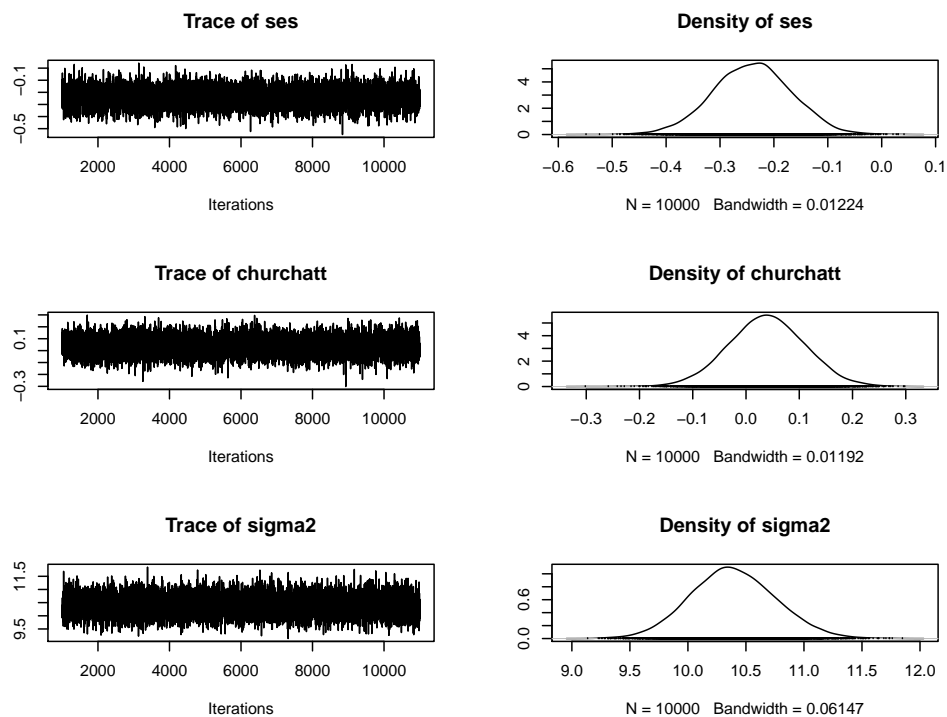 Trace of ses
−0.5 −0.1
2000 4000 6000 8000 10000
Iterations
Density of ses
0 2 4
−0.6 −0.5 −0.4 −0.3 −0.2 −0.1 0.0 0.1
N = 10000 Bandwidth = 0.01224
Trace of churchatt
−0.3 0.1
2000 4000 6000 8000 10000
Iterations
Density of churchatt
0 2 4
−0.3 −0.2 −0.1 0.0 0.1 0.2 0.3
N = 10000 Bandwidth = 0.01192
Trace of sigma2
9.5 11.5
2000 4000 6000 8000 10000
Iterations
Density of sigma2
0.0 0.6
9.0 9.5 10.0 10.5 11.0 11.5 12.0
N = 10000 Bandwidth = 0.06147